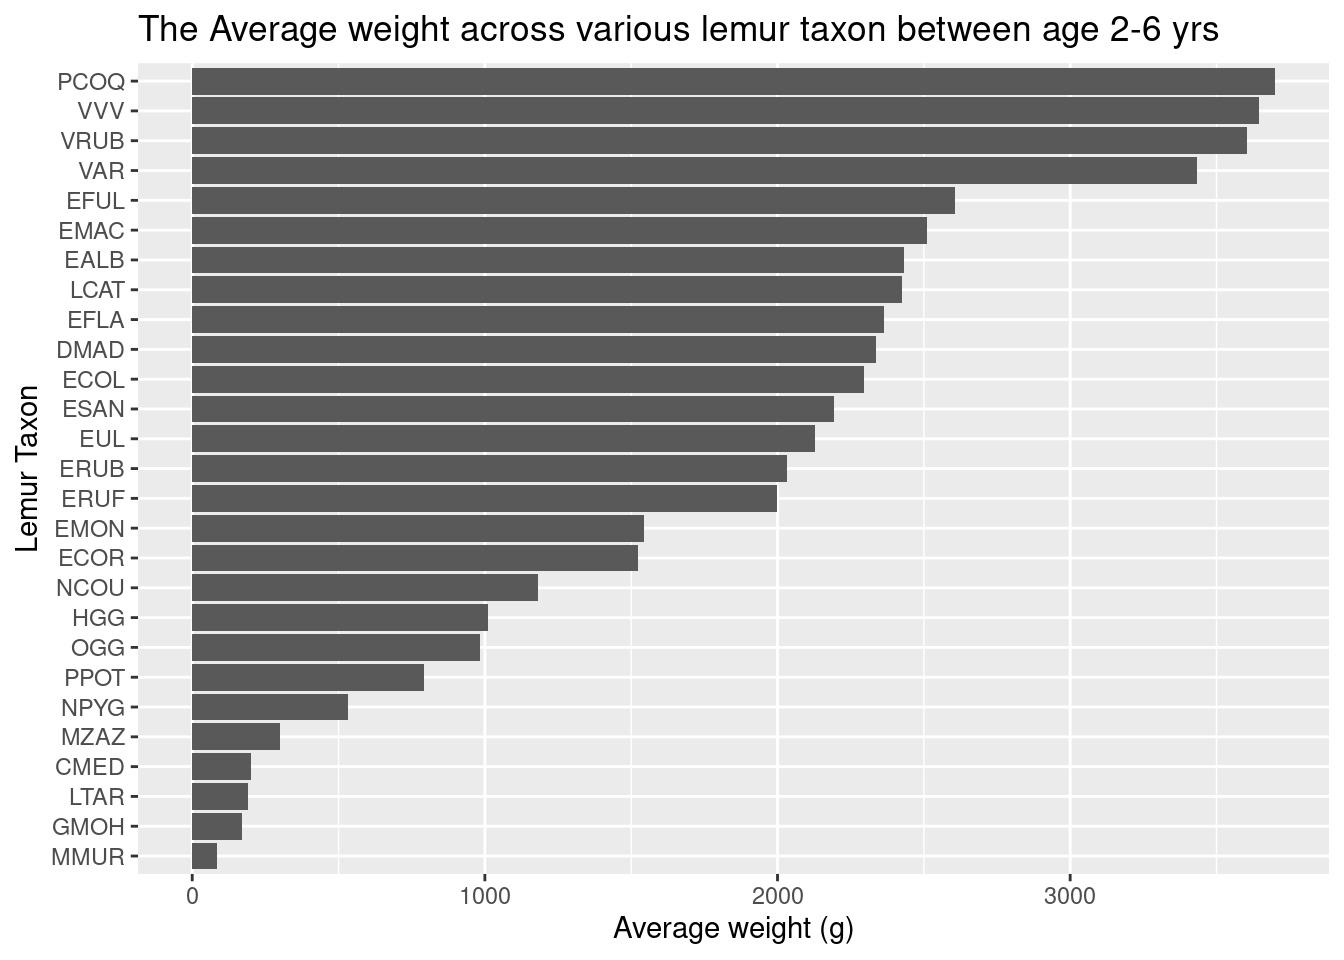 The Average weight across various lemur taxon between age 2-6 yrs
PCOQ
VVV
VRUB
VAR
EFUL
EMAC
EALB
LCAT
EFLA
DMAD
ECOL
ESAN
EUL
ERUB
ERUF
EMON
ECOR
NCOU
HGG
OGG
PPOT
NPYG
MZAZ
CMED
LTAR
GMOH
MMUR
Lemur Taxon
0 1000 2000 3000
Average weight (g)